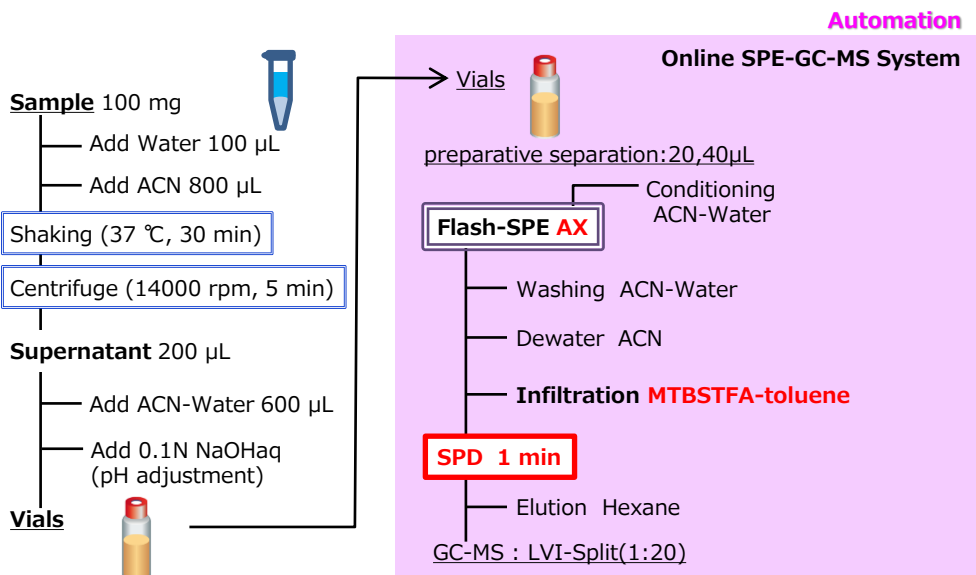 Automation
Online SPE-GC-MS System
Sample 100 mg
Add Water 100 µL
Add ACN 800 µL
Shaking (37 ℃, 30 min)
Centrifuge (14000 rpm, 5 min)
Supernatant 200 µL
Add ACN-Water 600 µL
Add 0.1N NaOHaq
(pH adjustment)
Vials
Vials
preparative separation:20,40µL
Conditioning
ACN-Water
Flash-SPE AX
Washing ACN-Water
Dewater ACN
Infiltration MTBSTFA-toluene
SPD 1 min
Elution Hexane
GC-MS : LVI-Split(1:20)